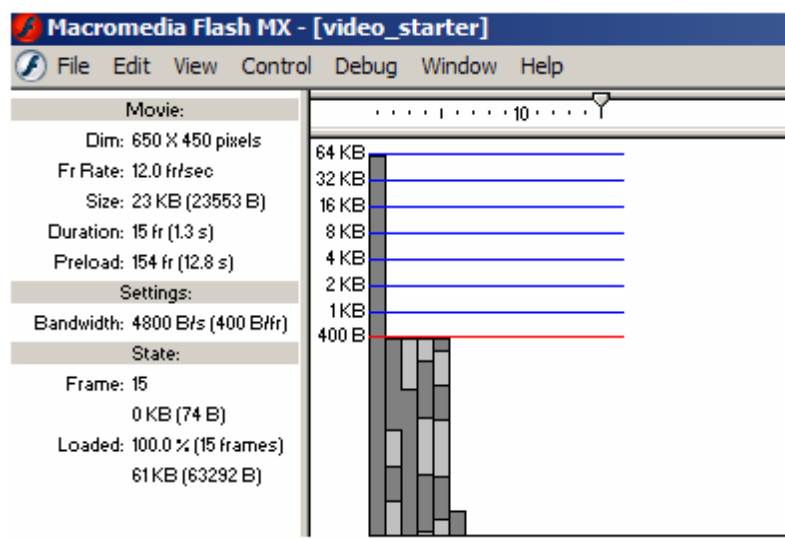 Macromedia Flash MX - [video_starter]
File Edit View Control Debug Window Help
Movie:
Dim: 650 X 450 pixels
Fr Rate: 12.0 fr/sec
Size: 23 KB (23553 B)
Duration: 15 fr (1.3 s)
Preload: 154 fr (12.8 s)
Settings:
Bandwidth: 4800 B/s (400 B/fr)
State:
Frame: 15
0 KB (74 B)
Loaded: 100.0 % (15 frames)
61 KB (63292 B)
10
64 KB
32 KB
16 KB
8 KB
4 KB
2 KB
1 KB
400 B